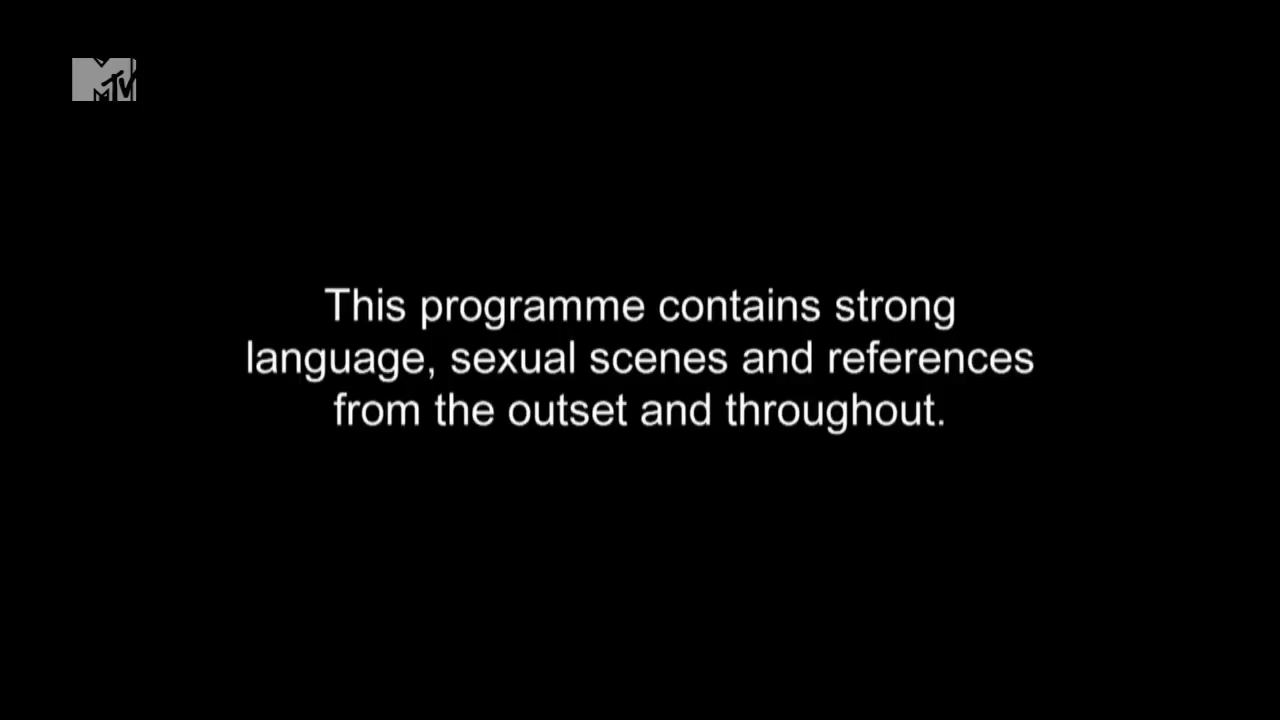 MTV
This programme contains strong
language, sexual scenes and references
from the outset and throughout.